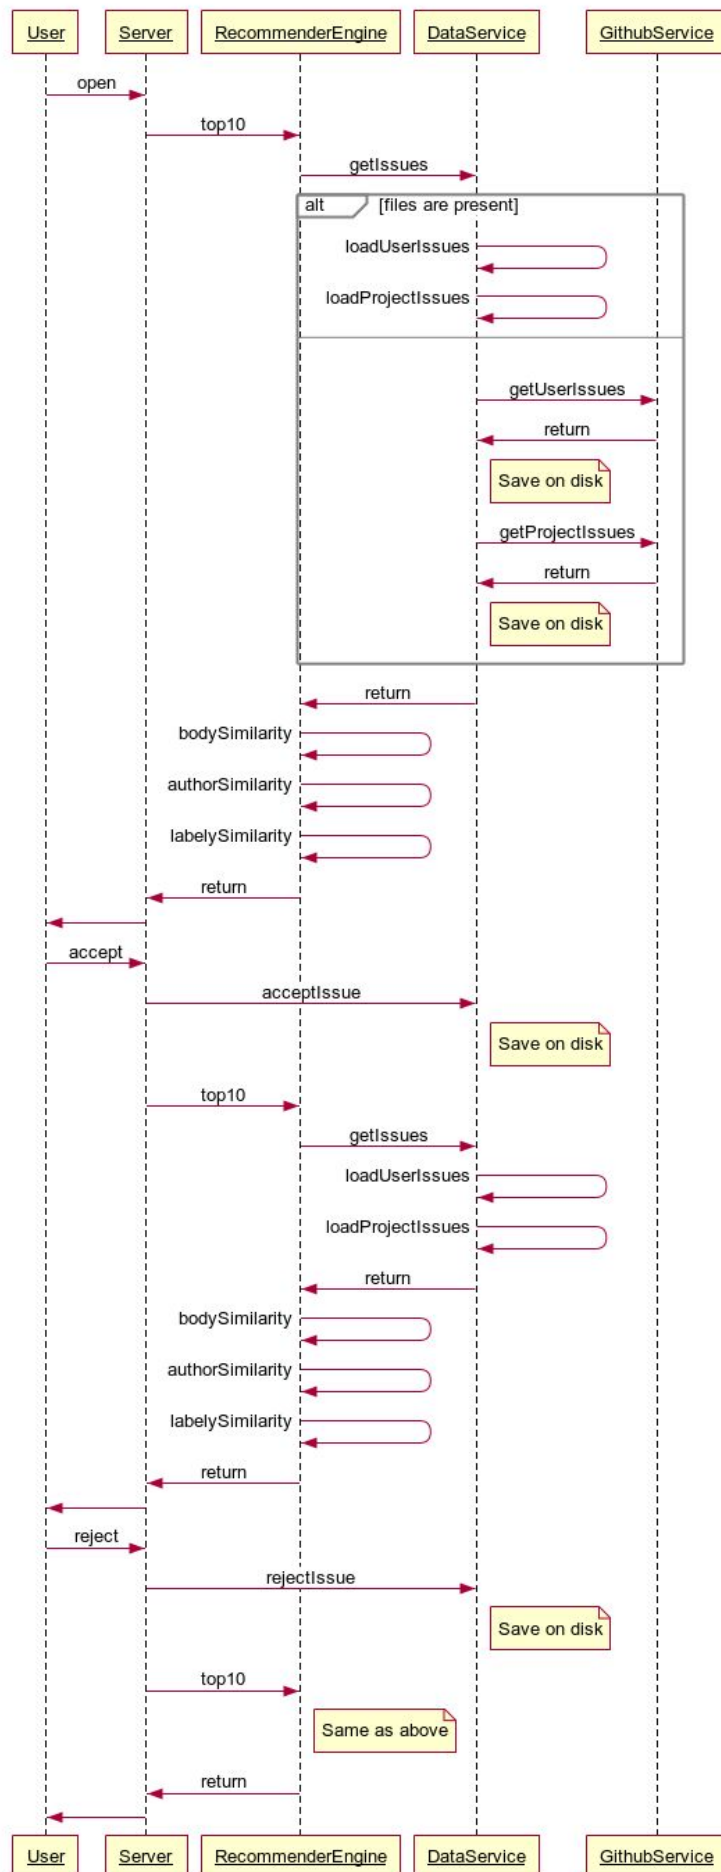 User Server RecommenderEngine DataService GithubService
open
top10
getIssues
alt [files are present]
loadUserIssues
loadProjectIssues
getUserIssues
return
Save on disk
getProjectIssues
return
Save on disk
return
bodySimilarity
authorSimilarity
labelySimilarity
return
accept
acceptIssue
Save on disk
top10
getIssues
loadUserIssues
loadProjectIssues
return
bodySimilarity
authorSimilarity
labelySimilarity
return
reject
rejectIssue
Save on disk
top10
Same as above
return
User Server RecommenderEngine DataService GithubService